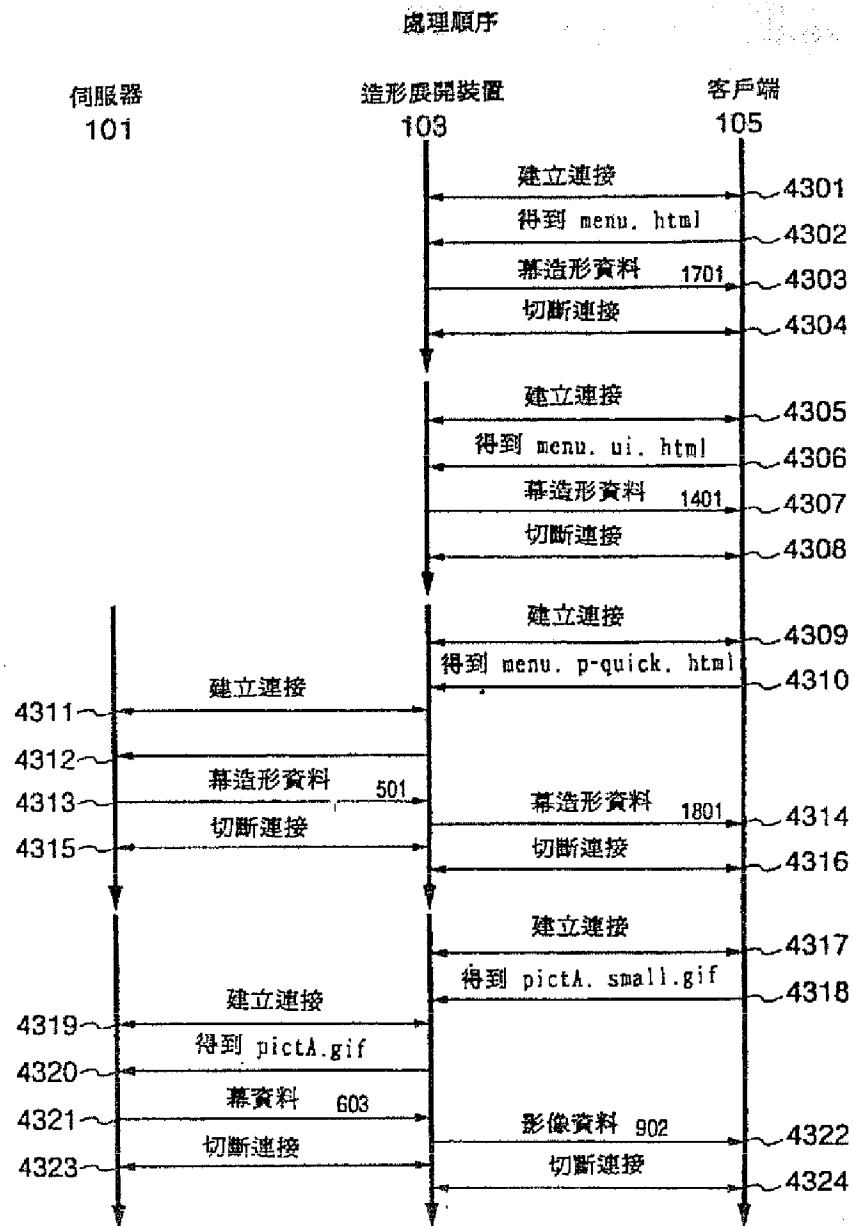 處理順序
伺服器 造形展開裝置 客戶端
101 103 105
建立連接 4301
得到 menu. html 4302
幕造形資料 1701 4303
切斷連接 4304
建立連接 4305
得到 menu. ui. html 4306
幕造形資料 1401 4307
切斷連接 4308
建立連接 4309
得到 menu. p-quick. html 4310
4311 建立連接
4312
4313 幕造形資料 501
幕造形資料 1801 4314
4315 切斷連接
切斷連接 4316
建立連接 4317
得到 pictA. small.gif 4318
4319 建立連接
4320 得到 pictA.gif
4321 幕資料 603
影像資料 902 4322
4323 切斷連接
切斷連接 4324